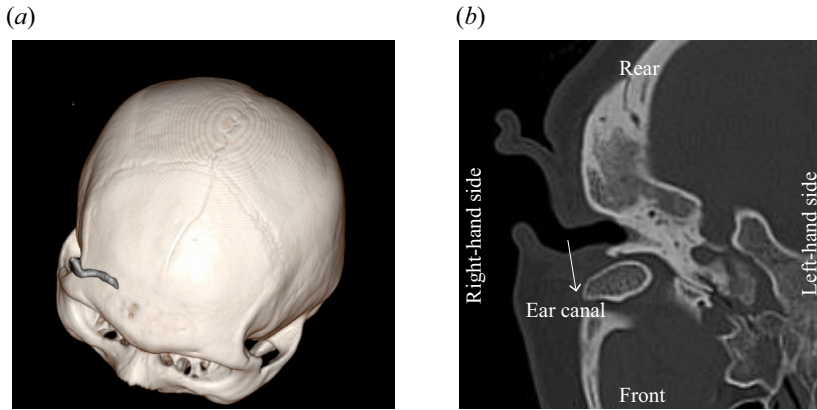 (a)
(b)
Rear
Right-hand side
Left-hand side
Ear canal
Front